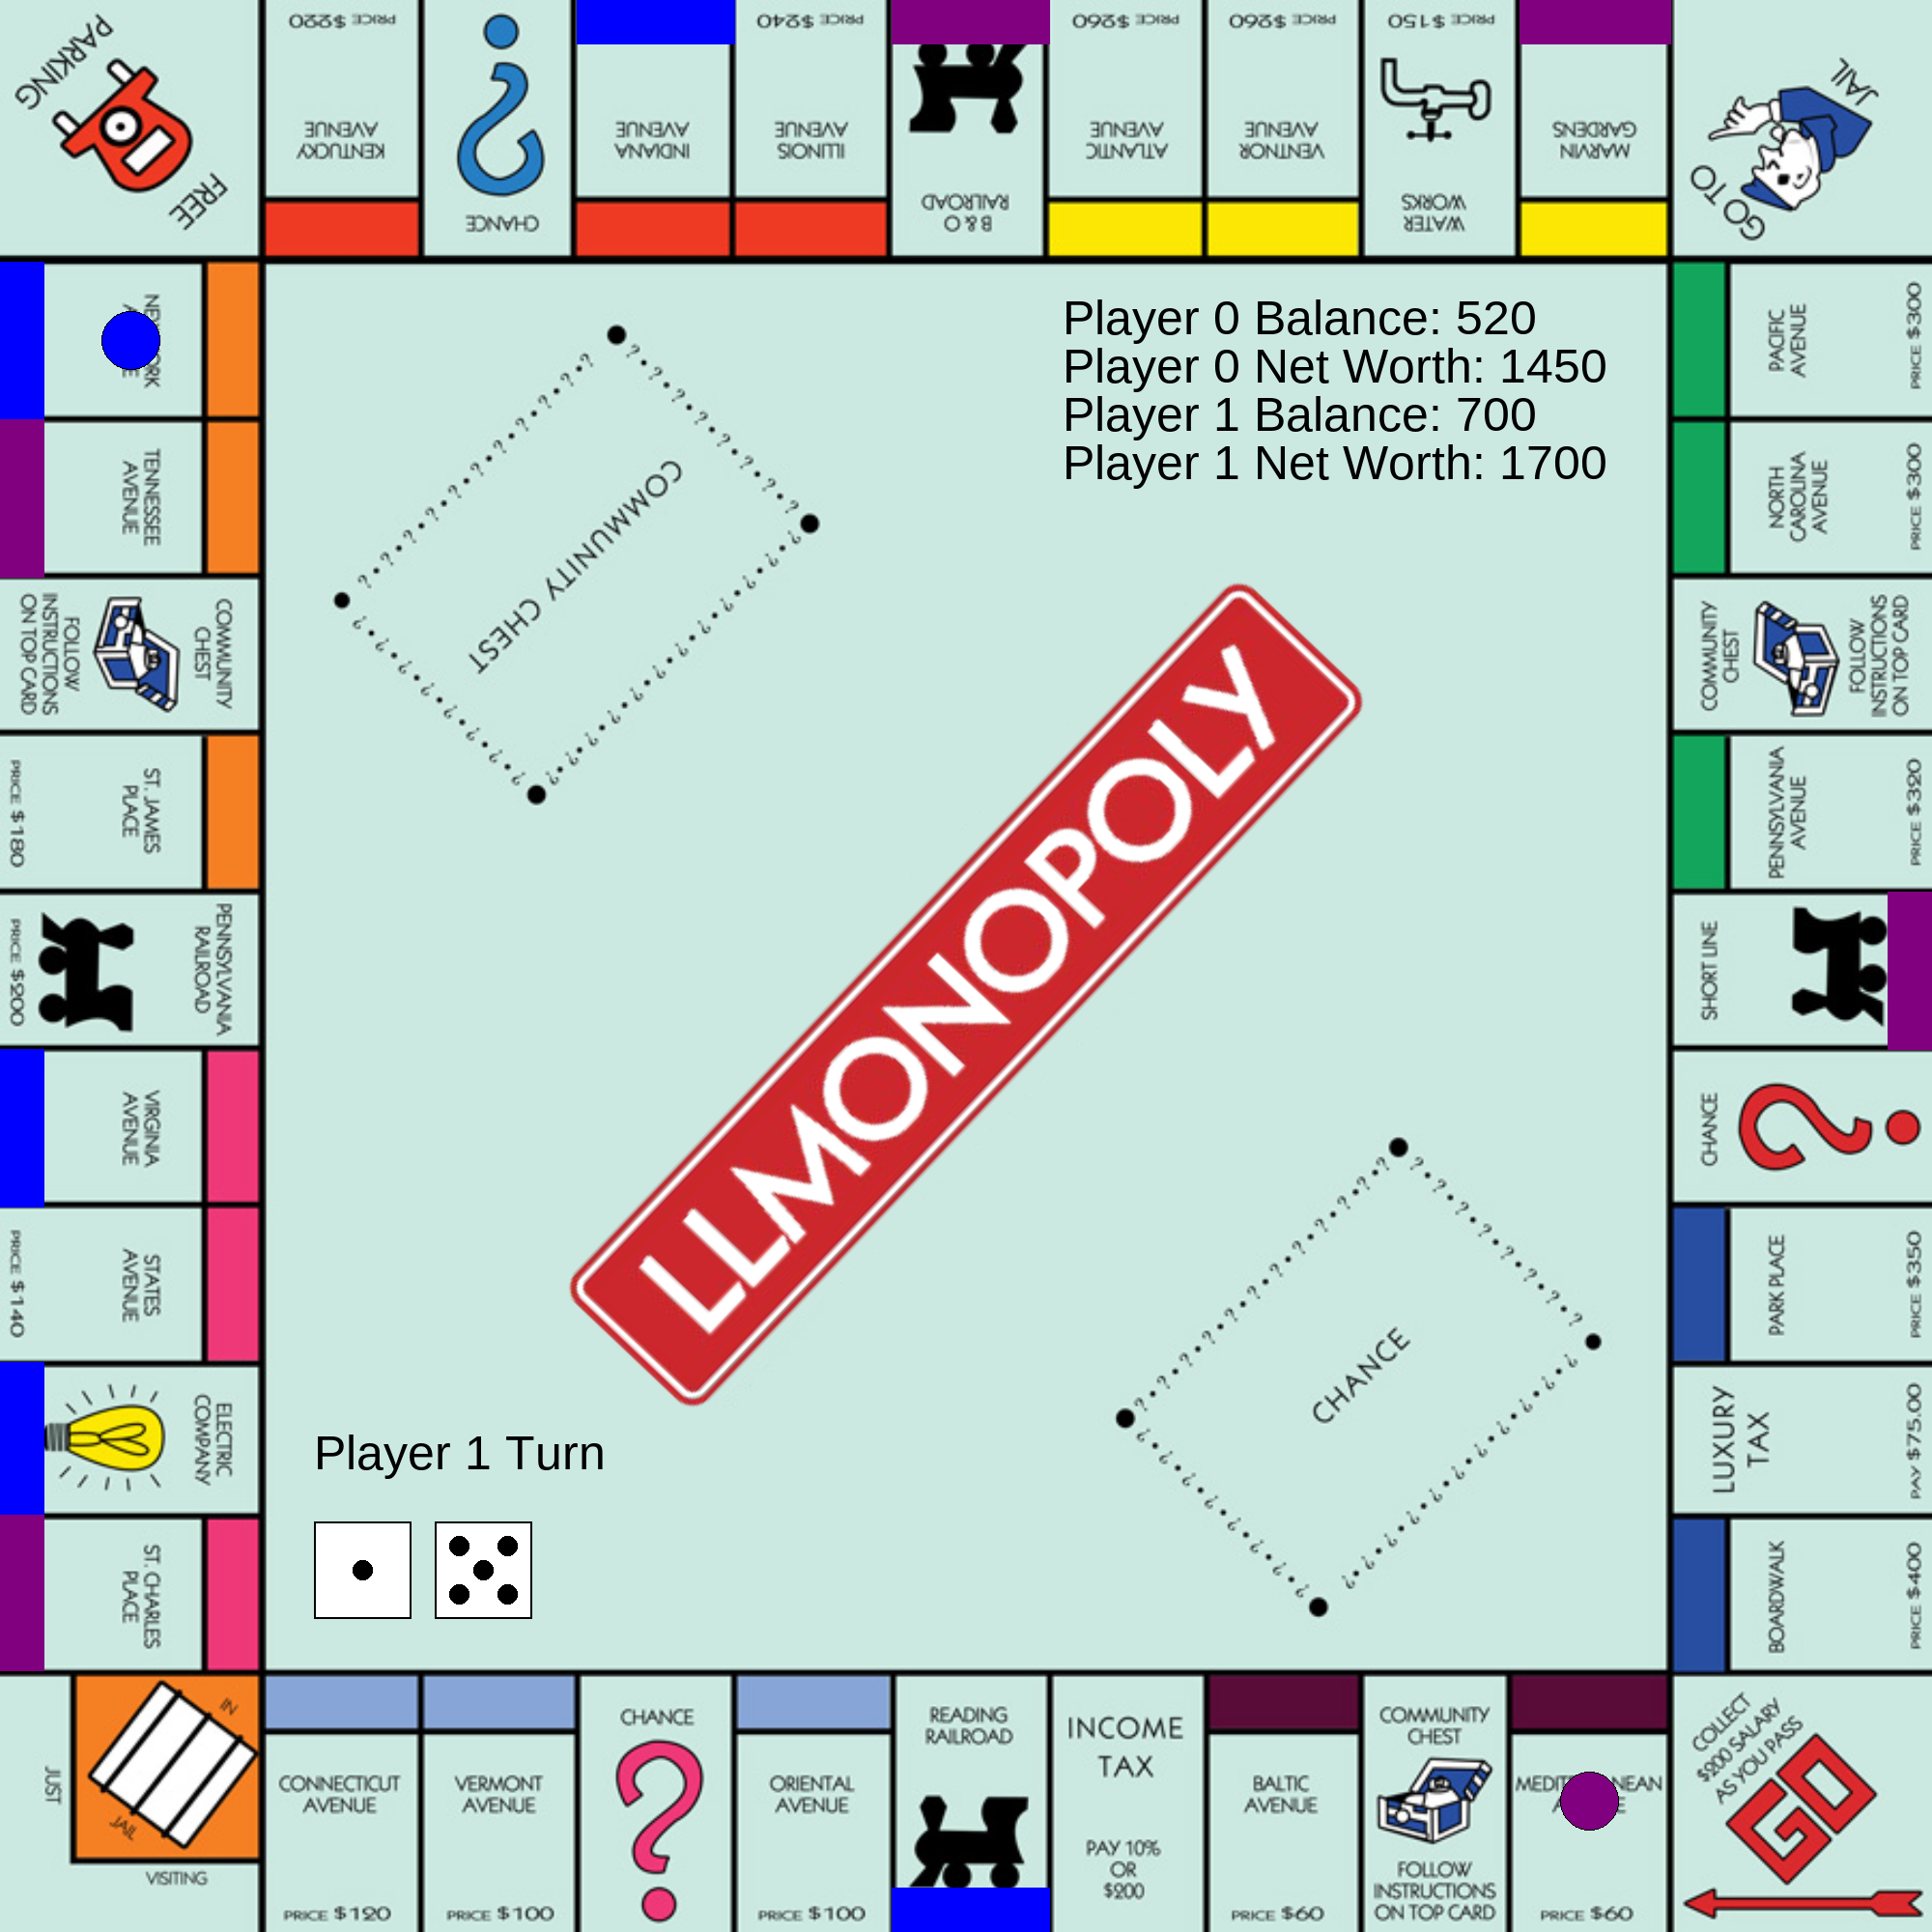 FREE
PARKING
PRICE $220
KENTUCKY
AVENUE
CHANCE
INDIANA
AVENUE
PRICE $240
ILLINOIS
AVENUE
B & O
RAILROAD
PRICE $260
ATLANTIC
AVENUE
PRICE $260
VENTNOR
AVENUE
PRICE $150
WATER
WORKS
MARVIN
GARDENS
GO TO
JAIL
TENNESSEE
AVENUE
COMMUNITY
CHEST
FOLLOW
INSTRUCTIONS
ON TOP CARD
ST. JAMES
PLACE
PRICE $180
PENNSYLVANIA
RAILROAD
PRICE $200
VIRGINIA
AVENUE
STATES
AVENUE
PRICE $140
ELECTRIC
COMPANY
ST. CHARLES
PLACE
Player 0 Balance: 520
Player 0 Net Worth: 1450
Player 1 Balance: 700
Player 1 Net Worth: 1700
COMMUNITY CHEST
LLMONOPOLY
CHANCE
Player 1 Turn
PACIFIC
AVENUE
PRICE $300
NORTH
CAROLINA
AVENUE
PRICE $300
COMMUNITY
CHEST
FOLLOW
INSTRUCTIONS
ON TOP CARD
PENNSYLVANIA
AVENUE
PRICE $320
SHORT LINE
CHANCE
PARK PLACE
PRICE $350
LUXURY
TAX
PAY $75.00
BOARDWALK
PRICE $400
IN
JAIL
JUST
VISITING
CONNECTICUT
AVENUE
PRICE $120
VERMONT
AVENUE
PRICE $100
CHANCE
ORIENTAL
AVENUE
PRICE $100
READING
RAILROAD
INCOME
TAX
PAY 10%
OR
$200
BALTIC
AVENUE
PRICE $60
COMMUNITY
CHEST
FOLLOW
INSTRUCTIONS
ON TOP CARD
PRICE $60
COLLECT
$200 SALARY
AS YOU PASS
GO